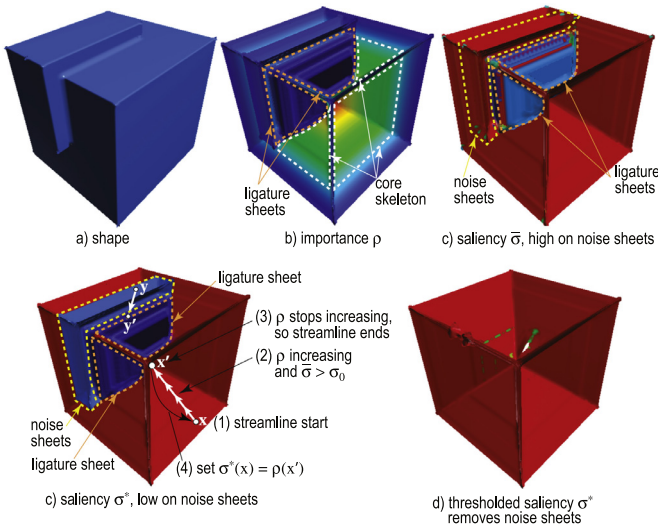 ligature
sheets
core
skeleton
noise
sheets
ligature
sheets
a) shape
b) importance ρ
c) saliency σ̅, high on noise sheets
y
y'
ligature sheet
(3) ρ stops increasing,
so streamline ends
x'
(2) ρ increasing
and σ̅ > σ₀
x
(1) streamline start
noise
sheets
ligature sheet
(4) set σ*(x) = ρ(x')
c) saliency σ*, low on noise sheets
d) thresholded saliency σ*
removes noise sheets